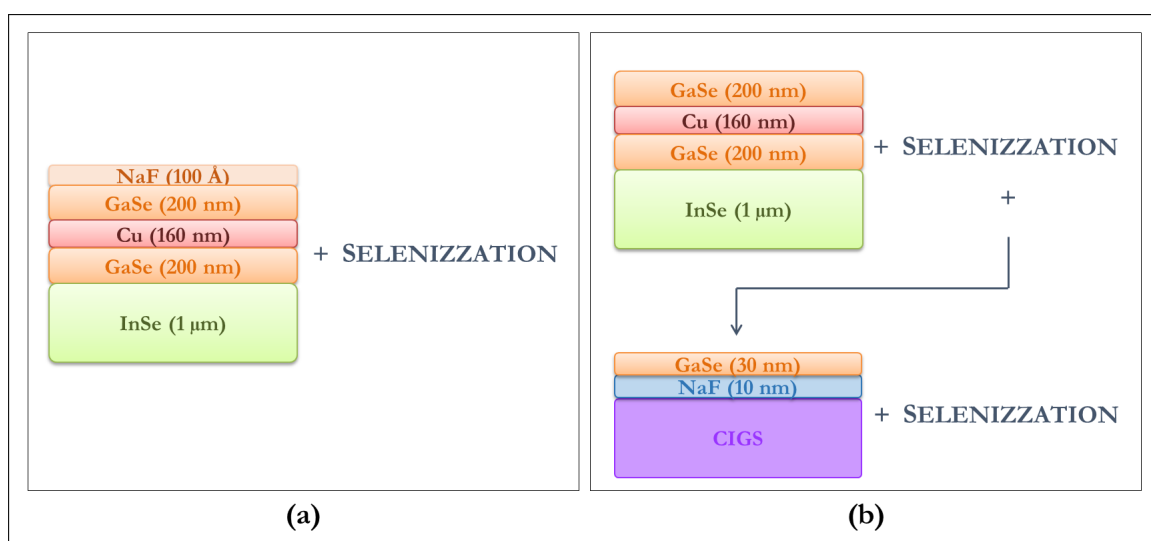 NaF (100 Å)
GaSe (200 nm)
Cu (160 nm)
GaSe (200 nm)
InSe (1 µm)
+ SELENIZZATION
(a)
GaSe (200 nm)
Cu (160 nm)
GaSe (200 nm)
InSe (1 µm)
+ SELENIZZATION
+
GaSe (30 nm)
NaF (10 nm)
CIGS
+ SELENIZZATION
(b)